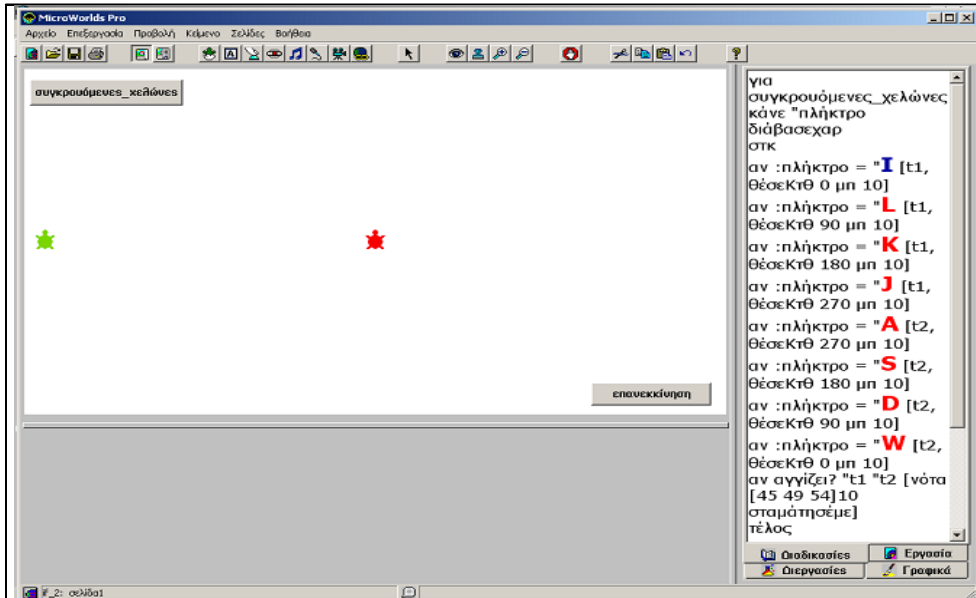 MicroWorlds Pro
Αρχείο Επεξεργασία Προβολή Κείμενο Σελίδες Βοήθεια
συγκρουόμενες_χελώνες
επανεκκίνηση
για
συγκρουόμενες_χελώνες
κάνε "πλήκτρο
διάβασεχαρ
στκ
αν :πλήκτρο = "I [t1,
θέσεΚτθ 0 μπ 10]
αν :πλήκτρο = "L [t1,
θέσεΚτθ 90 μπ 10]
αν :πλήκτρο = "K [t1,
θέσεΚτθ 180 μπ 10]
αν :πλήκτρο = "J [t1,
θέσεΚτθ 270 μπ 10]
αν :πλήκτρο = "A [t2,
θέσεΚτθ 270 μπ 10]
αν :πλήκτρο = "S [t2,
θέσεΚτθ 180 μπ 10]
αν :πλήκτρο = "D [t2,
θέσεΚτθ 90 μπ 10]
αν :πλήκτρο = "W [t2,
θέσεΚτθ 0 μπ 10]
αν αγγίζει? "t1 "t2 [νότα
[45 49 54]10
σταμάτησέμε]
τέλος
Διαδικασίες Εργασία
Διεργασίες Γραφικά
if_2: σελίδα1